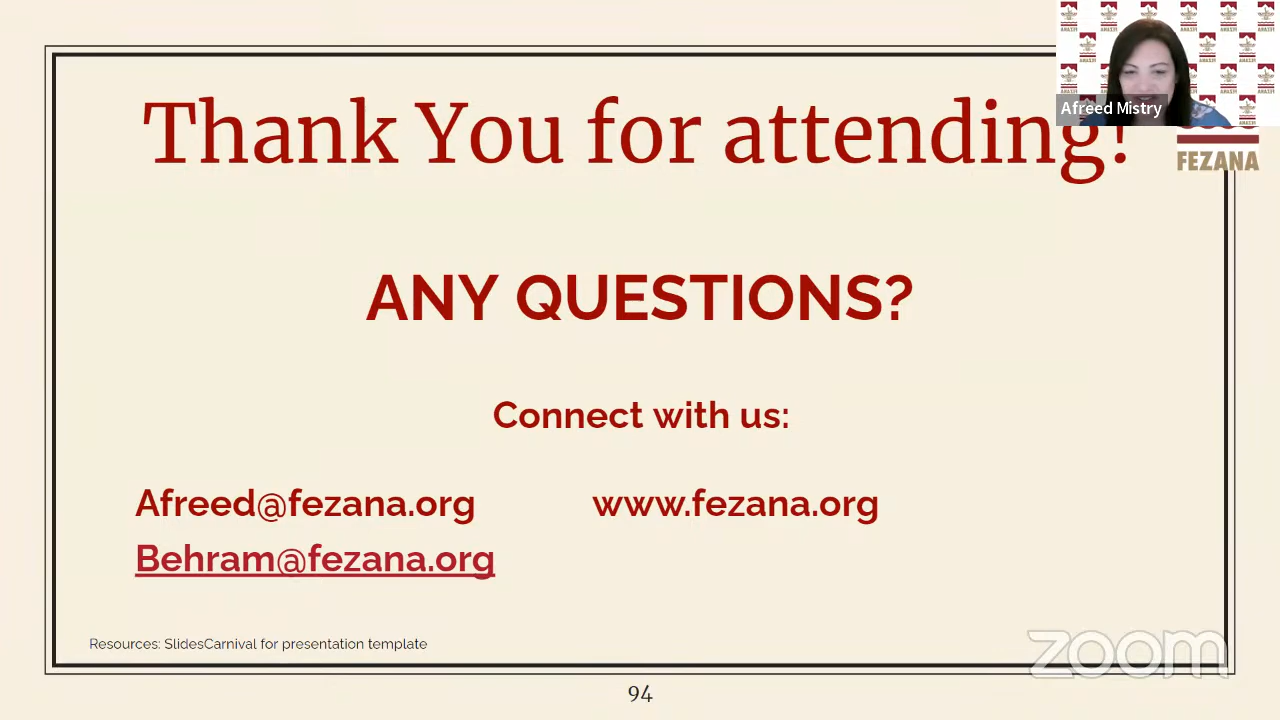 Thank You for attending!
Afreed Mistry
FEZANA
ANY QUESTIONS?
Connect with us:
Afreed@fezana.org
www.fezana.org
Behram@fezana.org
Resources: SlidesCarnival for presentation template
zoom
94